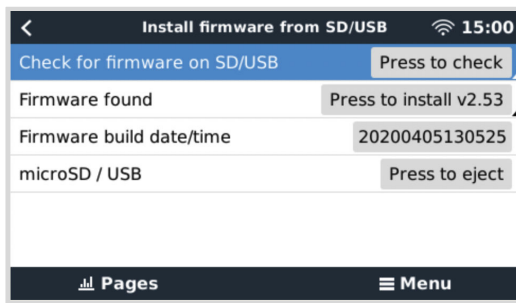 Install firmware from SD/USB 15:00
Check for firmware on SD/USB Press to check
Firmware found Press to install v2.53
Firmware build date/time 20200405130525
microSD / USB Press to eject
Pages Menu